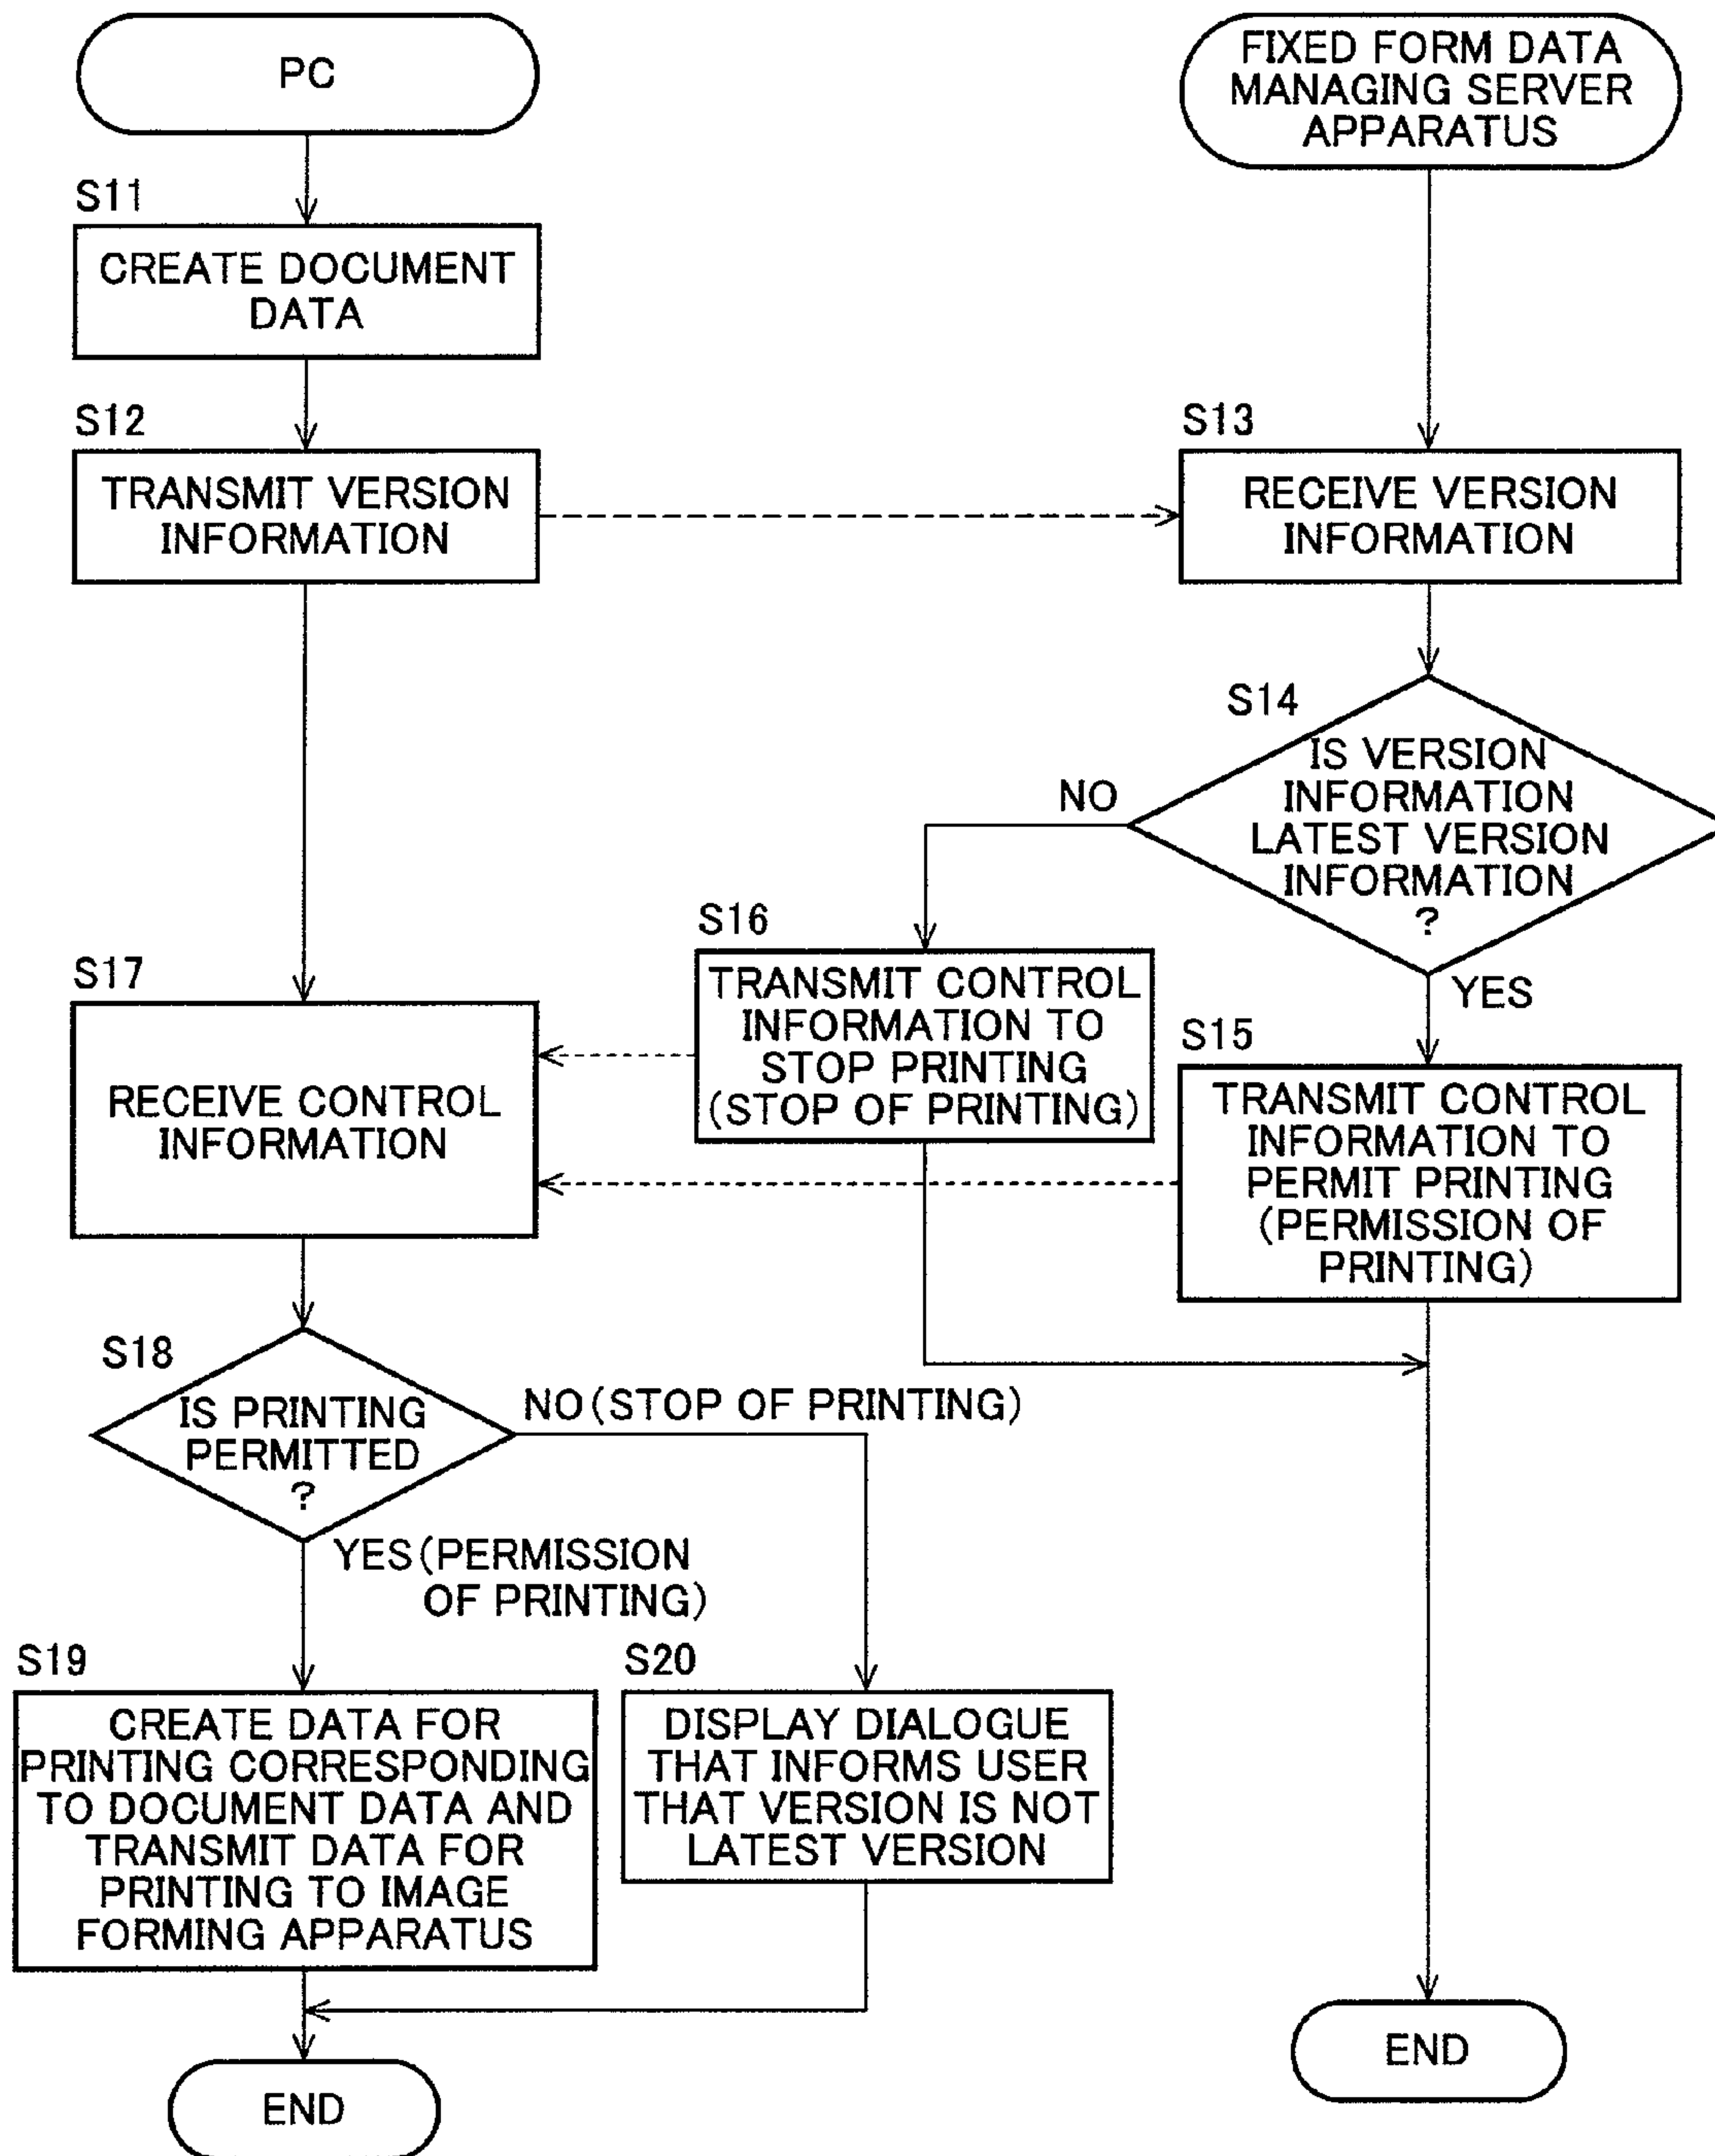 PC
FIXED FORM DATA
MANAGING SERVER
APPARATUS
S11
CREATE DOCUMENT
DATA
S12
TRANSMIT VERSION
INFORMATION
S13
RECEIVE VERSION
INFORMATION
S14
IS VERSION
INFORMATION
LATEST VERSION
INFORMATION
?
NO
YES
S16
TRANSMIT CONTROL
INFORMATION TO
STOP PRINTING
(STOP OF PRINTING)
S15
TRANSMIT CONTROL
INFORMATION TO
PERMIT PRINTING
(PERMISSION OF
PRINTING)
S17
RECEIVE CONTROL
INFORMATION
S18
IS PRINTING
PERMITTED
?
NO(STOP OF PRINTING)
YES(PERMISSION
OF PRINTING)
S19
CREATE DATA FOR
PRINTING CORRESPONDING
TO DOCUMENT DATA AND
TRANSMIT DATA FOR
PRINTING TO IMAGE
FORMING APPARATUS
S20
DISPLAY DIALOGUE
THAT INFORMS USER
THAT VERSION IS NOT
LATEST VERSION
END
END